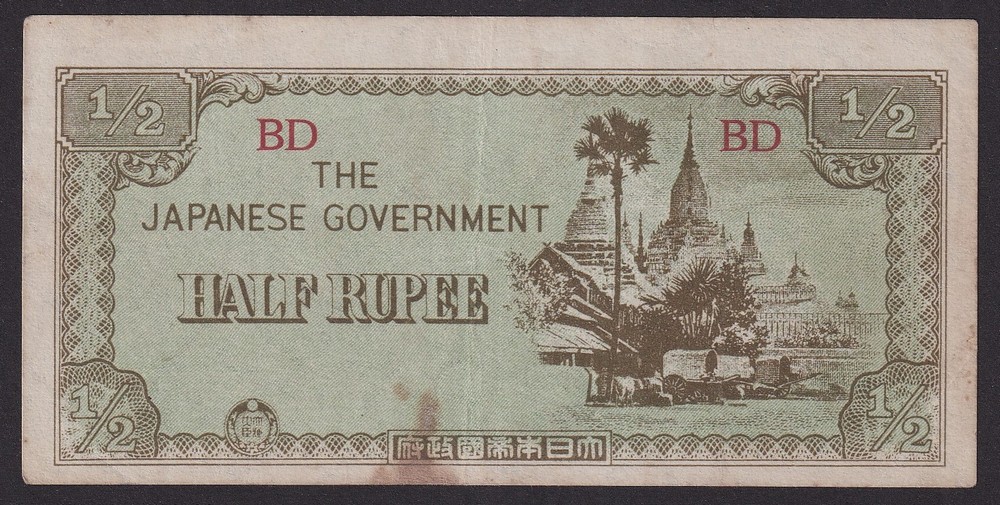 1/2
1/2
BD
BD
THE
JAPANESE GOVERNMENT
HALF RUPEE
1/2
1/2
大日本帝國政府